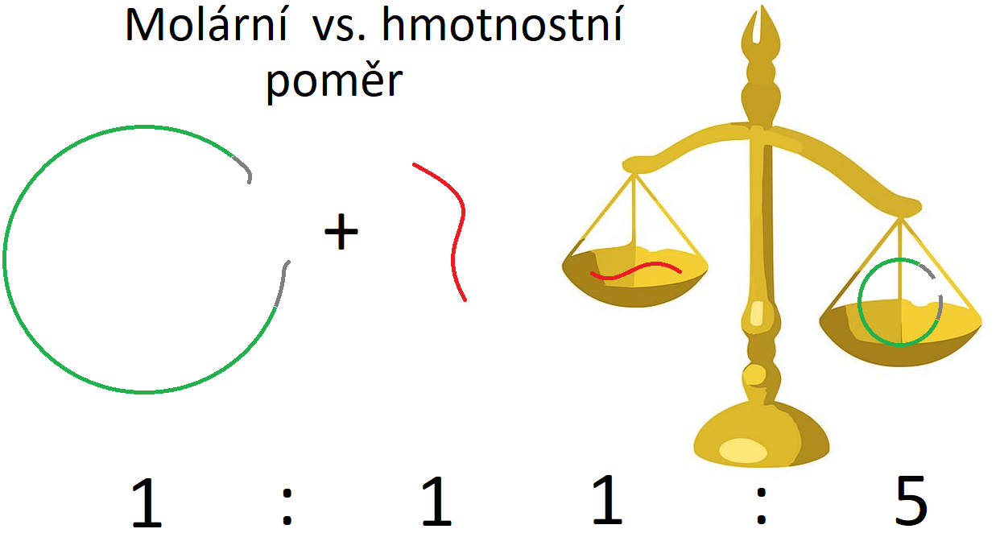 Molární vs. hmotnostní
poměr
+
1 : 1 1 : 5